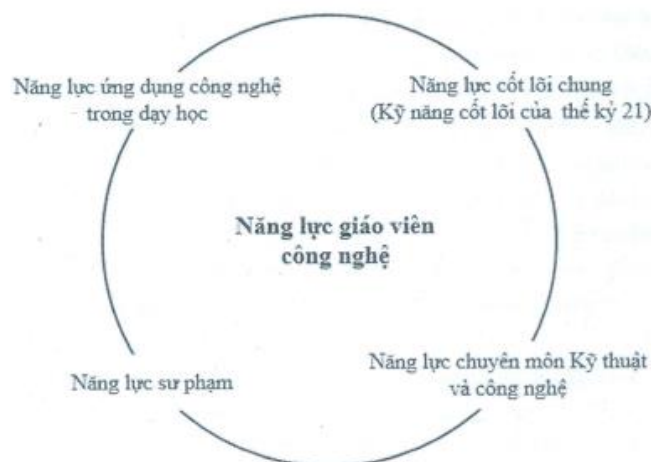 Năng lực ứng dụng công nghệ
trong dạy học
Năng lực cốt lõi chung
(Kỹ năng cốt lõi của thế kỷ 21)
Năng lực giáo viên
công nghệ
Năng lực sư phạm
Năng lực chuyên môn Kỹ thuật
và công nghệ